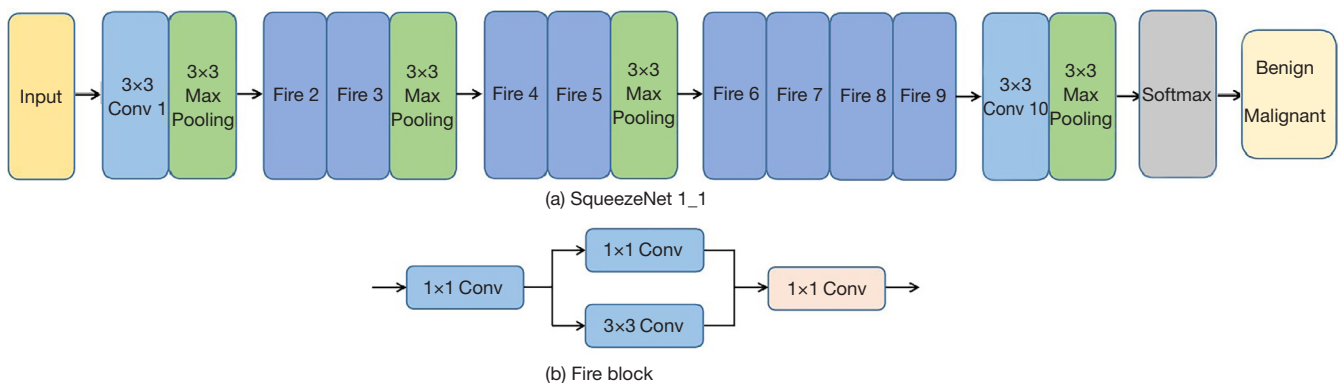 Input
3×3
Conv 1
3×3
Max
Pooling
Fire 2
Fire 3
3×3
Max
Pooling
Fire 4
Fire 5
3×3
Max
Pooling
Fire 6
Fire 7
Fire 8
Fire 9
3×3
Conv 10
3×3
Max
Pooling
Softmax
Benign
Malignant
(a) SqueezeNet 1_1
1×1 Conv
1×1 Conv
3×3 Conv
1×1 Conv
(b) Fire block